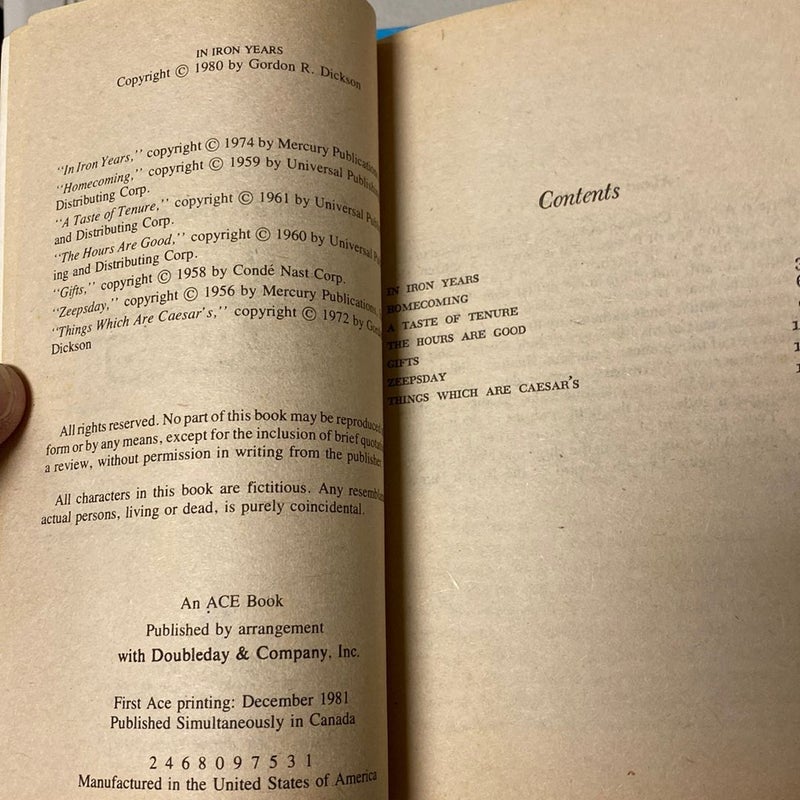 IN IRON YEARS
Copyright © 1980 by Gordon R. Dickson
"In Iron Years," copyright © 1974 by Mercury Publications,
"Homecoming," copyright © 1959 by Universal
Distributing Corp.
"A Taste of Tenure," copyright © 1961 by Universal
and Distributing Corp.
"The Hours Are Good," copyright © 1960 by Universal
ing and Distributing Corp.
"Gifts," copyright © 1958 by Condé Nast Corp.
"Zeepsday," copyright © 1956 by Mercury Publications,
"Things Which Are Caesar's," copyright © 1972 by
Dickson
All rights reserved. No part of this book may be reproduced
form or by any means, except for the inclusion of brief
a review, without permission in writing from the publisher
All characters in this book are fictitious. Any
actual persons, living or dead, is purely coincidental.
An ACE Book
Published by arrangement
with Doubleday & Company, Inc.
First Ace printing: December 1981
Published Simultaneously in Canada
2 4 6 8 0 9 7 5 3 1
Manufactured in the United States of America
Contents
IN IRON YEARS
HOMECOMING
A TASTE OF TENURE
THE HOURS ARE GOOD
GIFTS
ZEEPSDAY
THINGS WHICH ARE CAESAR'S